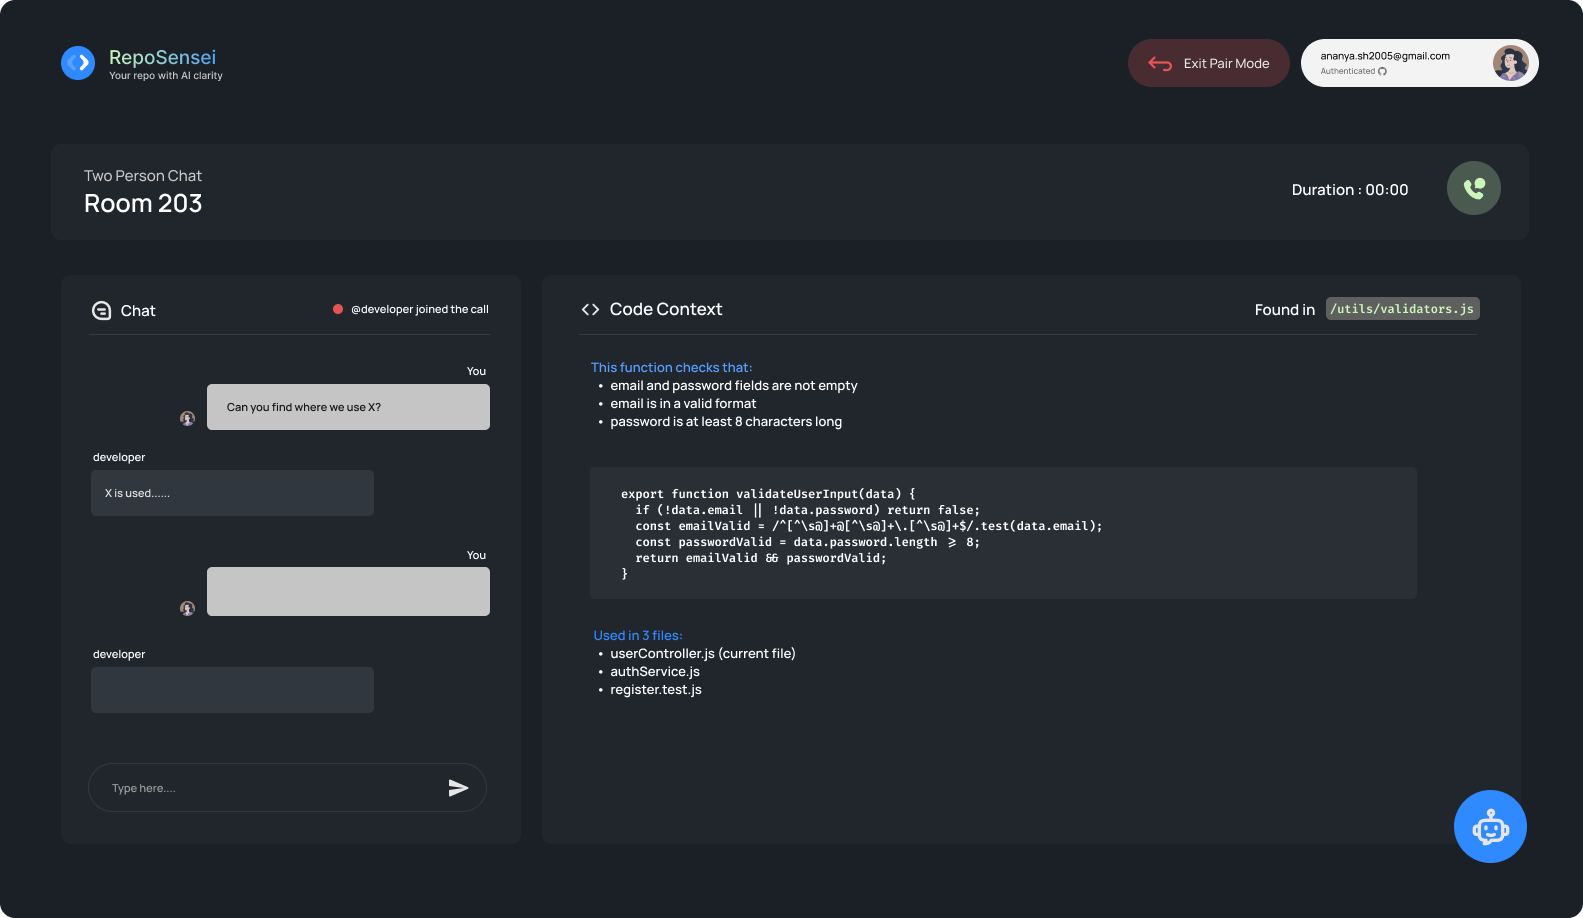 RepoSensei
Your repo with AI clarity
Exit Pair Mode
ananya.sh2005@gmail.com
Authenticated
Two Person Chat
Room 203
Duration : 00:00
Chat
@developer joined the call
You
Can you find where we use X?
developer
X is used......
You
developer
Type here....
Code Context
Found in /utils/validators.js
This function checks that:
• email and password fields are not empty
• email is in a valid format
• password is at least 8 characters long
export function validateUserInput(data) {
  if (!data.email || !data.password) return false;
  const emailValid = /^[^\s@]+@[^\s@]+\.[^\s@]+$/.test(data.email);
  const passwordValid = data.password.length >= 8;
  return emailValid && passwordValid;
}
Used in 3 files:
• userController.js (current file)
• authService.js
• register.test.js